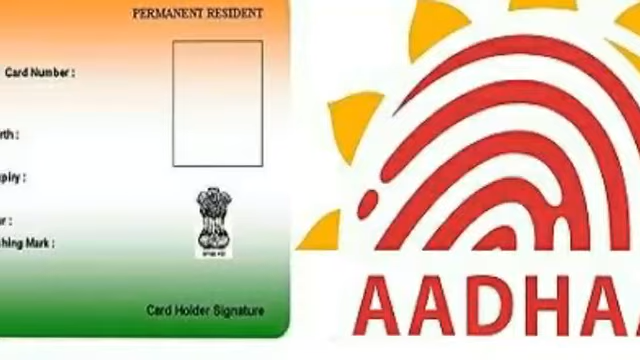 PERMANENT RESIDENT
Card Number :
rth :
piry :
r :
hing Mark :
Card Holder Signature
AADHAA